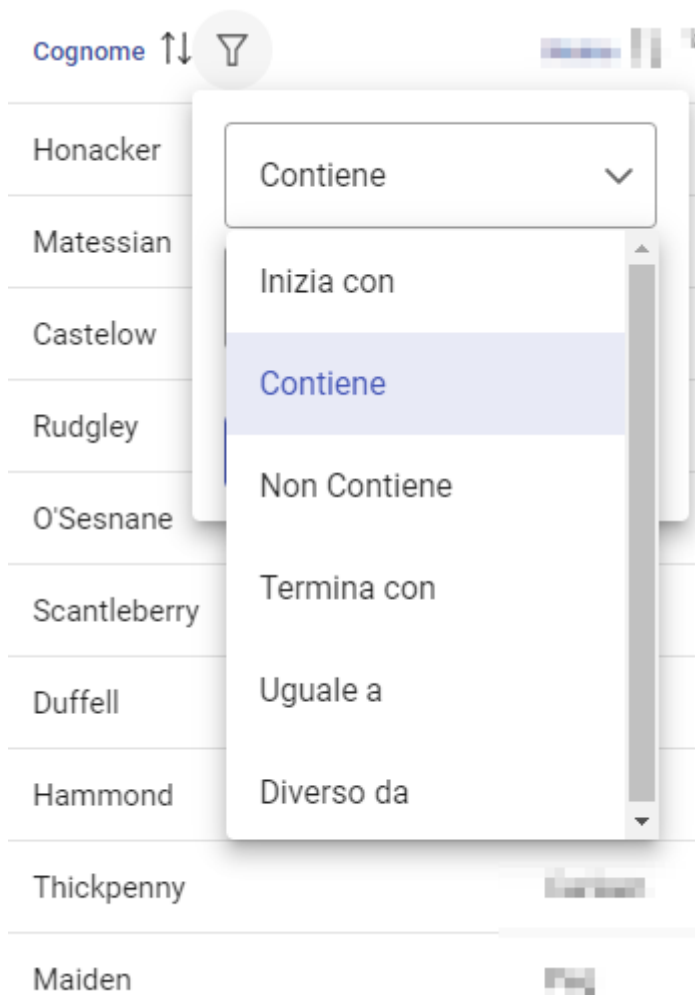 Cognome
Honacker
Matessian
Castelow
Rudgley
O'Sesnane
Scantleberry
Duffell
Hammond
Thickpenny
Maiden
Contiene
Inizia con
Contiene
Non Contiene
Termina con
Uguale a
Diverso da